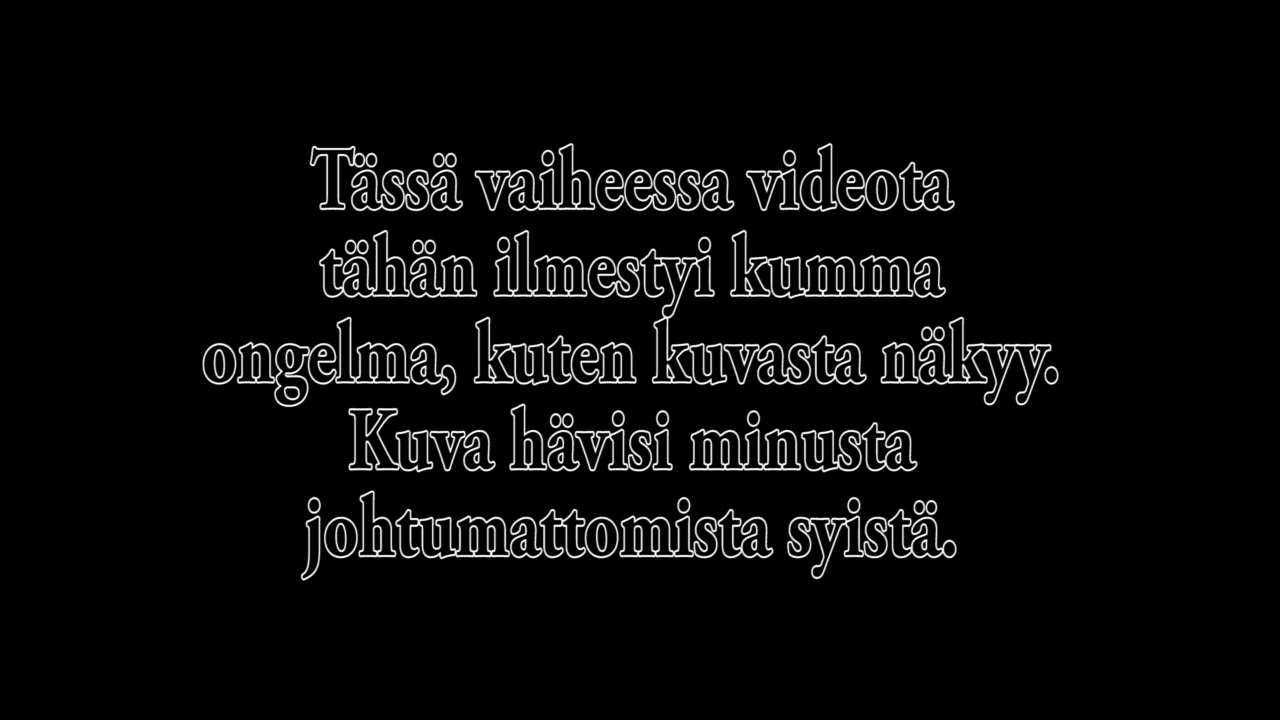 Tässä vaiheessa videota
tähän ilmestyi kumma
ongelma, kuten kuvasta näkyy.
Kuva hävisi minusta
johtumattomista syistä.